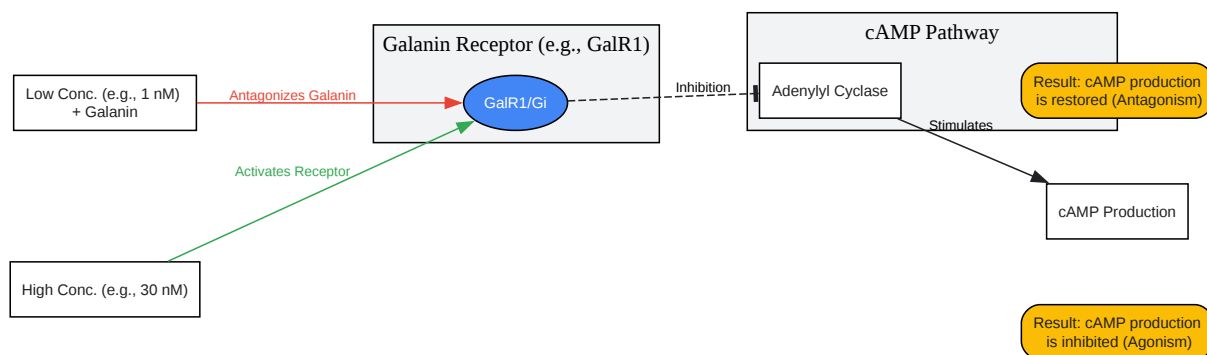 Galanin Receptor (e.g., GalR1)
cAMP Pathway
Low Conc. (e.g., 1 nM)
+ Galanin
Antagonizes Galanin
GalR1/Gi
Inhibition
Adenylyl Cyclase
Result: cAMP production
is restored (Antagonism)
Stimulates
Activates Receptor
cAMP Production
High Conc. (e.g., 30 nM)
Result: cAMP production
is inhibited (Agonism)